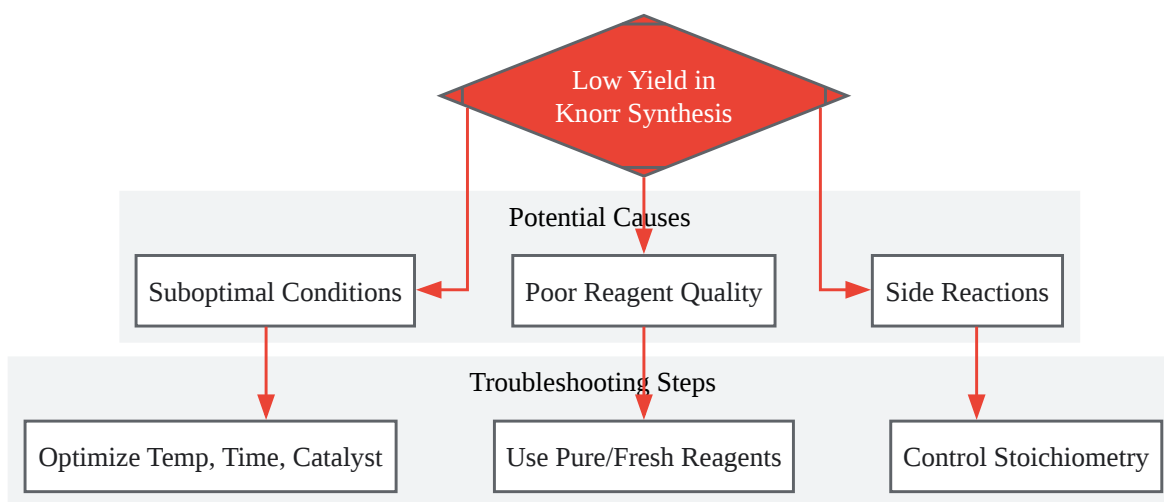 Low Yield in
Knorr Synthesis
Potential Causes
Suboptimal Conditions
Poor Reagent Quality
Side Reactions
Troubleshooting Steps
Optimize Temp, Time, Catalyst
Use Pure/Fresh Reagents
Control Stoichiometry